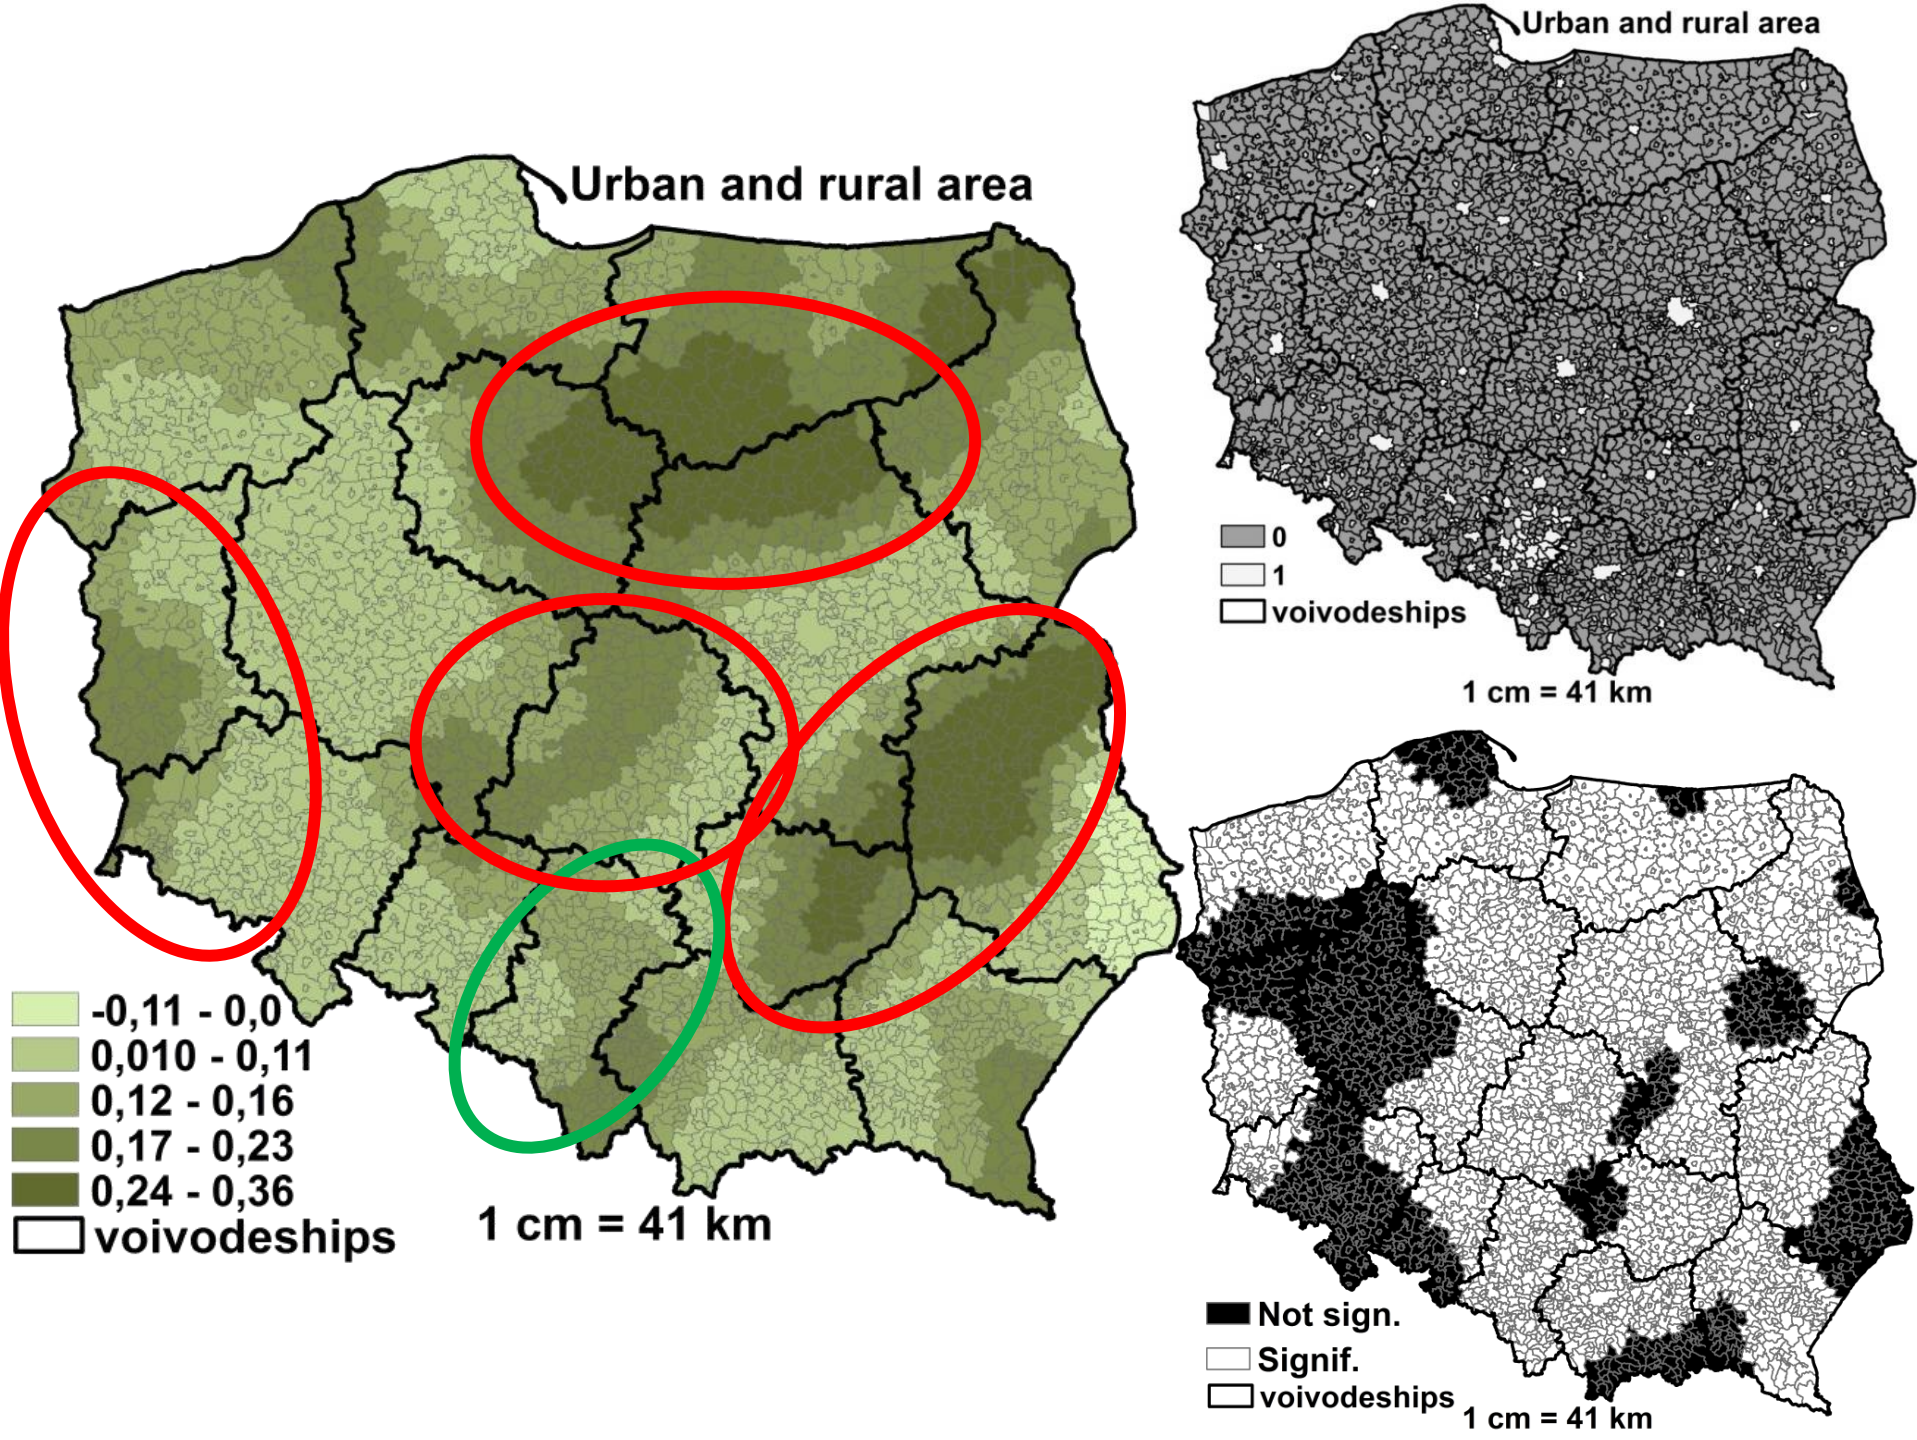 Urban and rural area
-0,11 - 0,0
0,010 - 0,11
0,12 - 0,16
0,17 - 0,23
0,24 - 0,36
voivodeships
1 cm = 41 km
Urban and rural area
0
1
voivodeships
1 cm = 41 km
Not sign.
Signif.
voivodeships
1 cm = 41 km